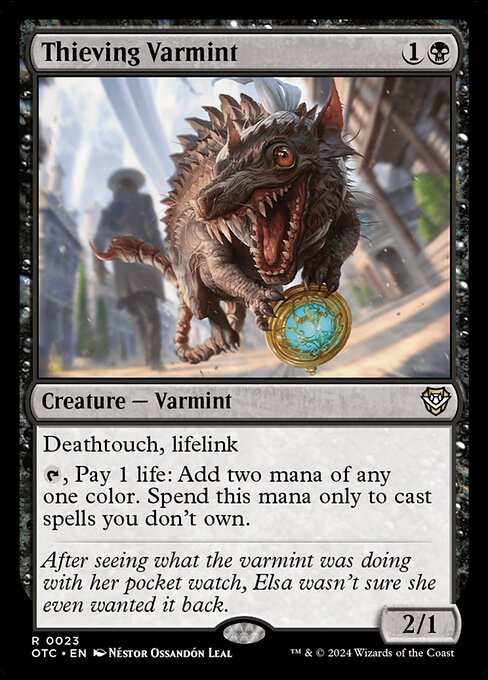 Thieving Varmint 1
Creature — Varmint
Deathtouch, lifelink
, Pay 1 life: Add two mana of any
one color. Spend this mana only to cast
spells you don't own.
After seeing what the varmint was doing
with her pocket watch, Elsa wasn't sure she
even wanted it back.
2/1
R 0023
OTC • EN Néstor Ossandón Leal ™ & © 2024 Wizards of the Coast